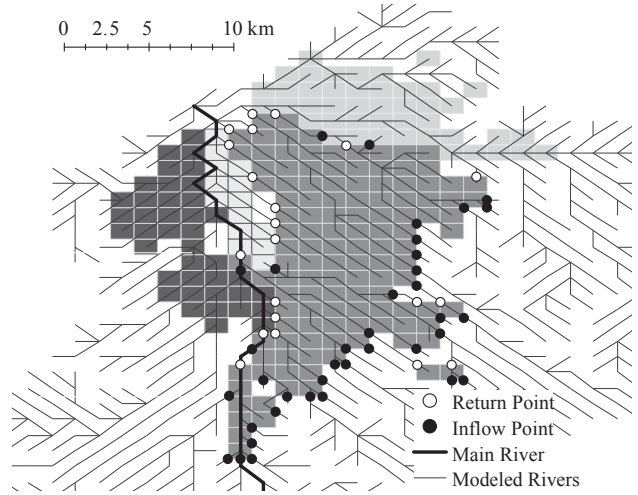 0 2.5 5 10 km
Return Point
Inflow Point
Main River
Modeled Rivers